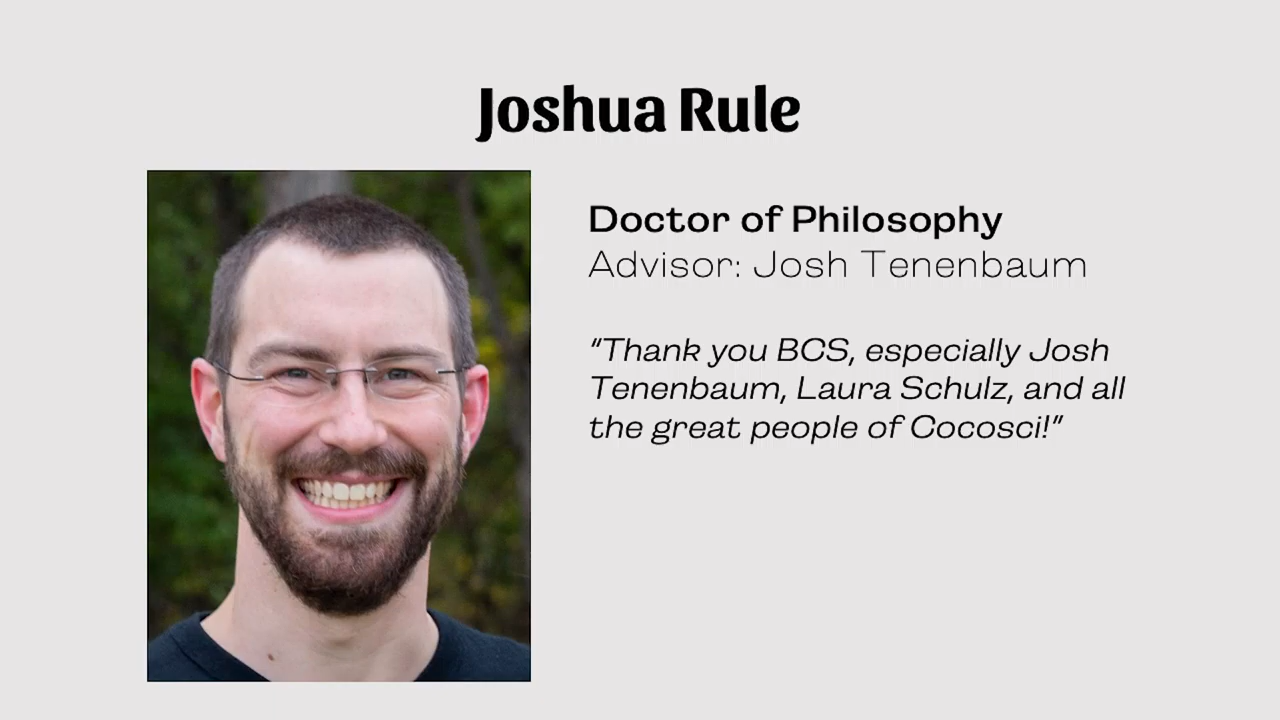 Joshua Rule
Doctor of Philosophy
Advisor: Josh Tenenbaum
“Thank you BCS, especially Josh
Tenenbaum, Laura Schulz, and all
the great people of Cocosci!”